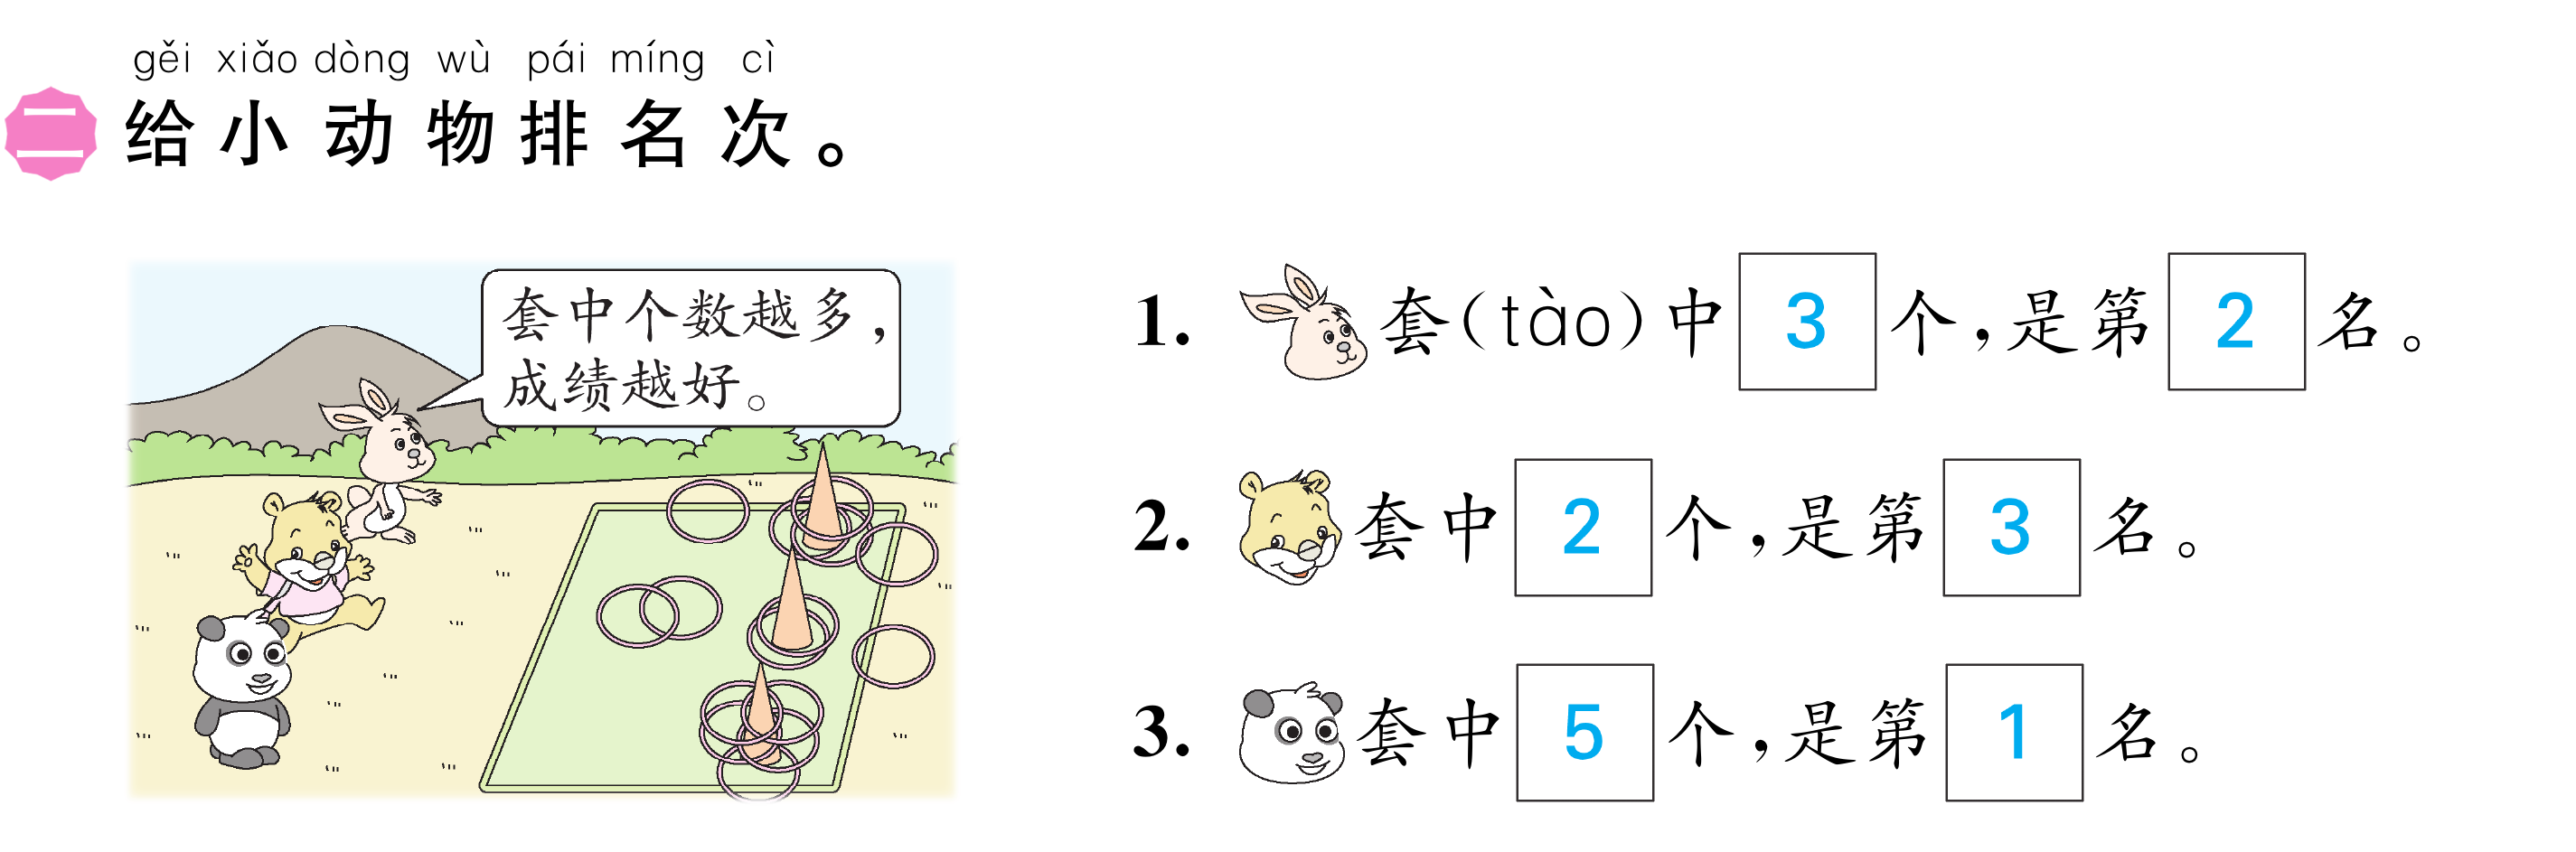 gěi xiǎo dòng wù pái míng cì
二 给小动物排名次。
套中个数越多，
成绩越好。
1. 套(tào)中 3 个，是第 2 名。
2. 套中 2 个，是第 3 名。
3. 套中 5 个，是第 1 名。